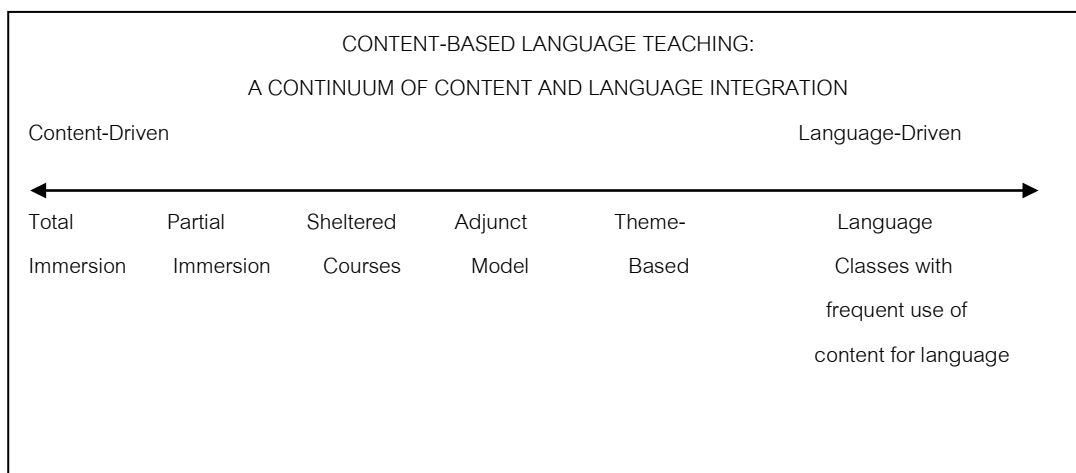 CONTENT-BASED LANGUAGE TEACHING:
A CONTINUUM OF CONTENT AND LANGUAGE INTEGRATION
Content-Driven Language-Driven
Total Partial Sheltered Adjunct Theme- Language
Immersion Immersion Courses Model Based Classes with
frequent use of
content for language